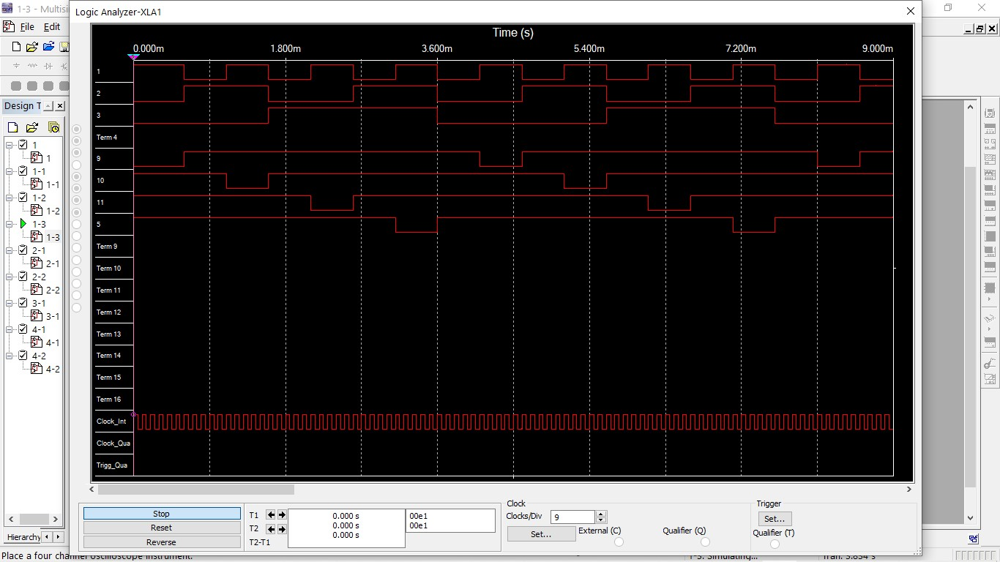 1-3 - Multisi
Logic Analyzer-XLA1
File Edit
Time (s)
0.000m 1.800m 3.600m 5.400m 7.200m 9.000m
1
2
3
Term 4
9
10
11
5
Term 9
Term 10
Term 11
Term 12
Term 13
Term 14
Term 15
Term 16
Clock_Int
Clock_Qua
Trigg_Qua
Design T
1
1
1-1
1-1
1-2
1-2
1-3
1-3
2-1
2-1
2-2
2-2
3-1
3-1
4-1
4-1
4-2
4-2
Hierarchy
Stop
Reset
Reverse
T1
T2
T2-T1
0.000 s
0.000 s
0.000 s
00e1
00e1
Clock
Clocks/Div 9
Set...
External (C)
Qualifier (Q)
Trigger
Set...
Qualifier (T)
Place a four channel oscilloscope instrument.
1-3: Simulating...
Tran: 3.834 s